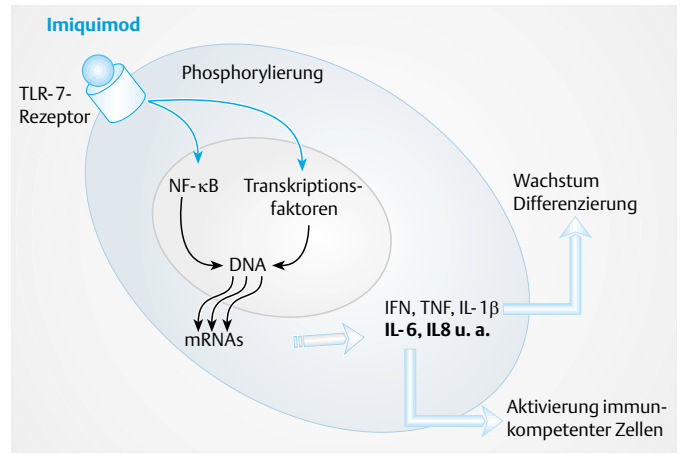 Imiquimod
TLR-7-
Rezeptor
Phosphorylierung
NF-κB
Transkriptions-
faktoren
DNA
mRNAs
IFN, TNF, IL-1β
IL-6, IL8 u. a.
Wachstum
Differenzierung
Aktivierung immun-
kompetenter Zellen